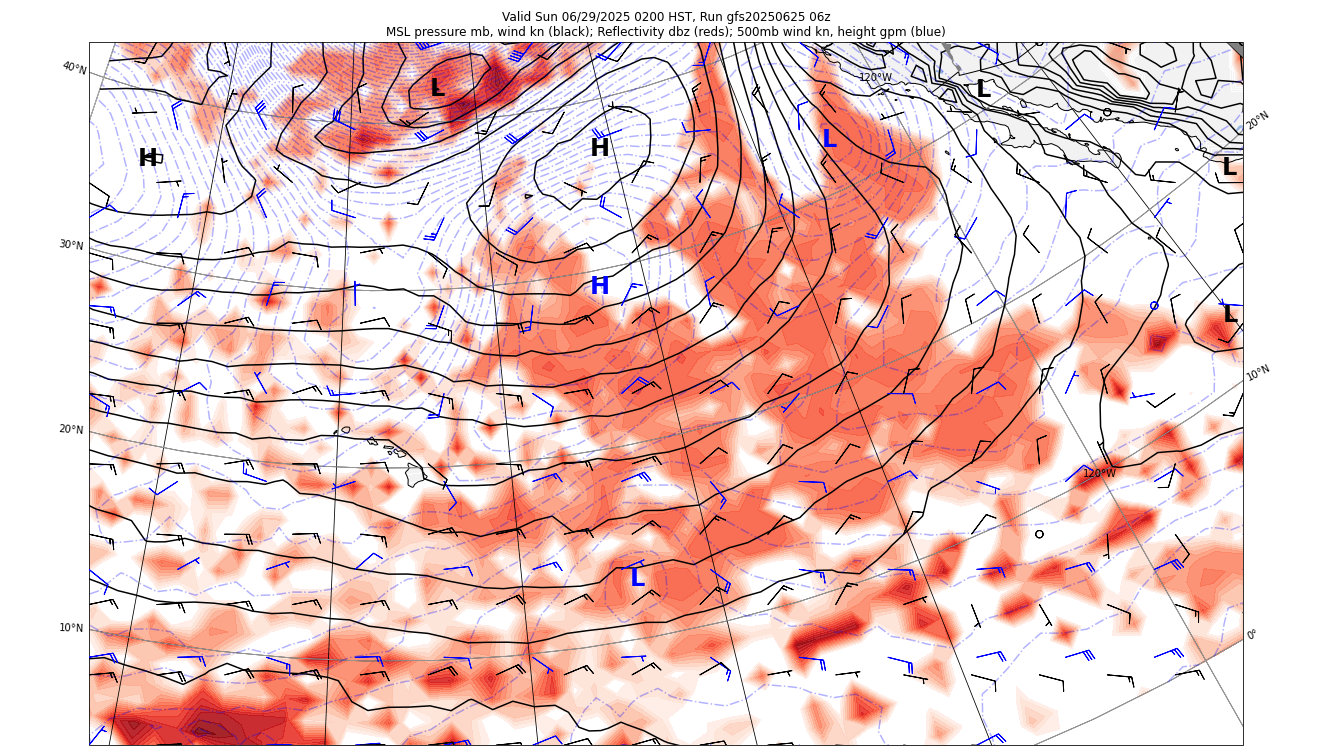 Valid Sun 06/29/2025 0200 HST, Run gfs20250625 06z
MSL pressure mb, wind kn (black); Reflectivity dbz (reds); 500mb wind kn, height gpm (blue)
40°N
120°W
L
L
20°N
L
H
H
L
30°N
H
L
10°N
20°N
120°W
L
10°N
0°